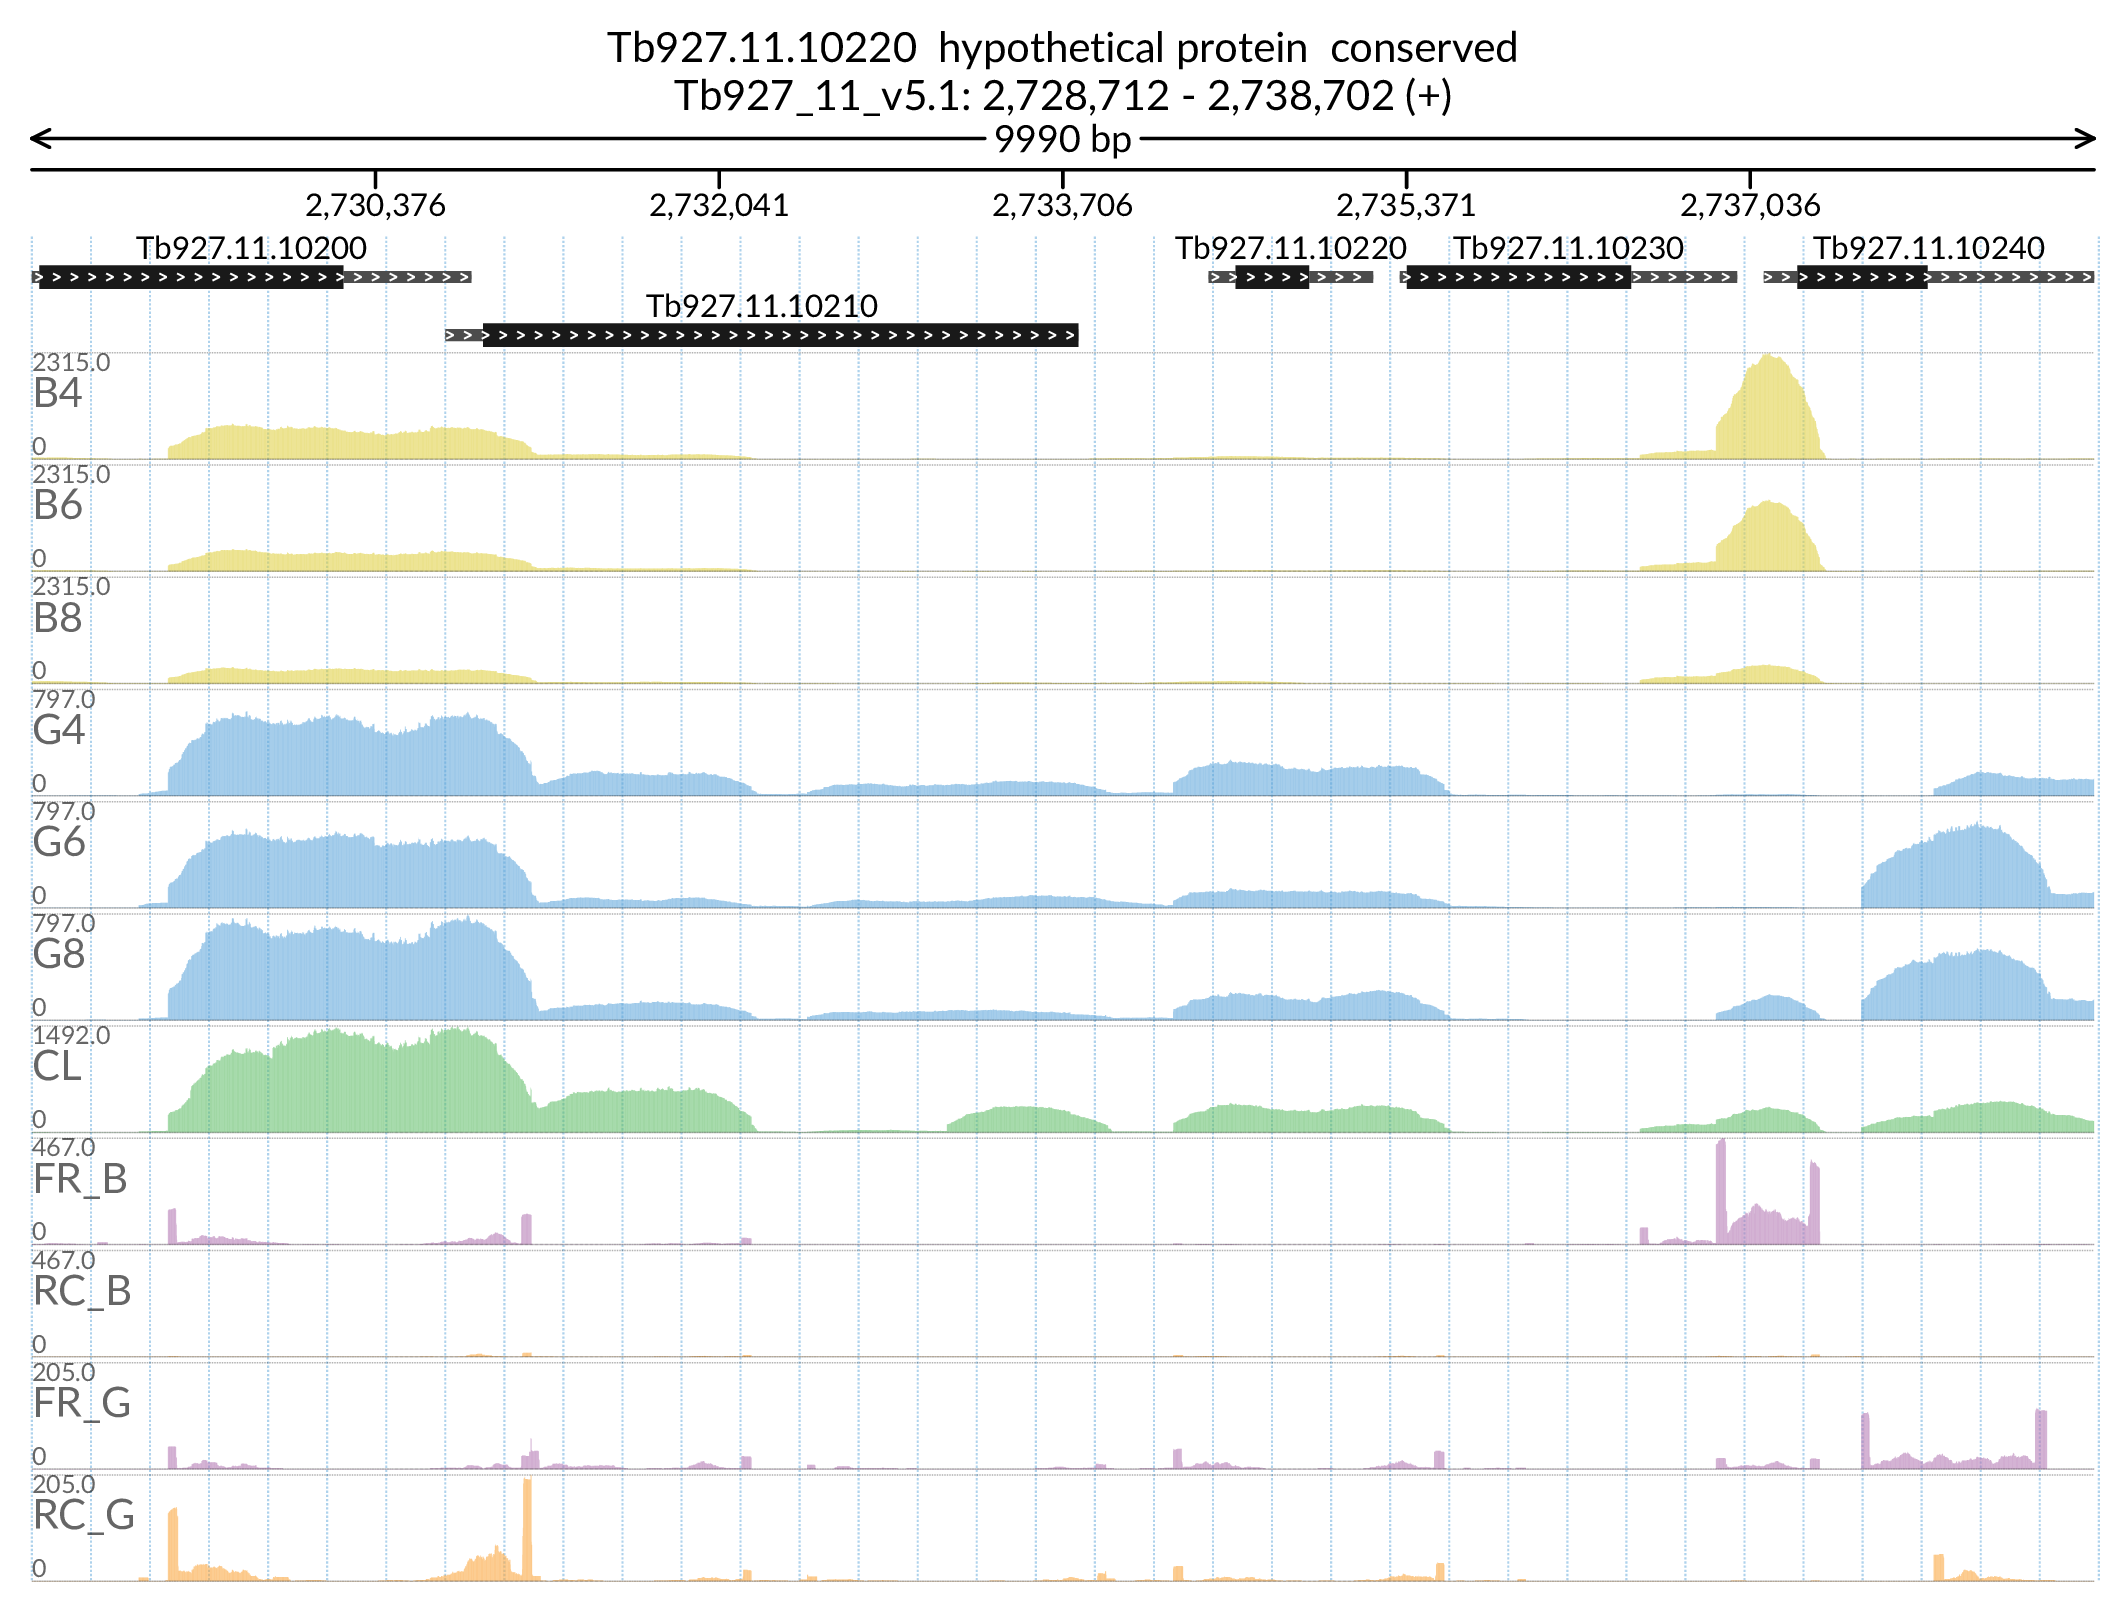 Tb927.11.10220  hypothetical protein  conserved
Tb927_11_v5.1: 2,728,712 - 2,738,702 (+)
9990 bp
2,730,376 2,732,041 2,733,706 2,735,371 2,737,036
Tb927.11.10200 Tb927.11.10220 Tb927.11.10230 Tb927.11.10240
Tb927.11.10210
2315.0
B4
0
2315.0
B6
0
2315.0
B8
0
797.0
G4
0
797.0
G6
0
797.0
G8
0
1492.0
CL
0
467.0
FR_B
0
467.0
RC_B
0
205.0
FR_G
0
205.0
RC_G
0